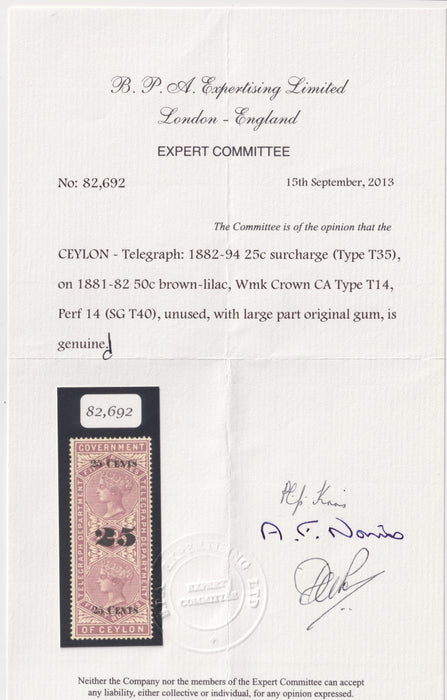 B. P. A. Expertising Limited
London - England
EXPERT COMMITTEE
No: 82,692
15th September, 2013
The Committee is of the opinion that the
CEYLON - Telegraph: 1882-94 25c surcharge (Type T35),
on 1881-82 50c brown-lilac, Wmk Crown CA Type T14,
Perf 14 (SG T40), unused, with large part original gum, is
genuine.
82,692
GOVERNMENT
25 CENTS
TELEGRAPH DEPARTMENT
TELEGRAPH DEPARTMENT
25
25 CENTS
OF CEYLON
EXPERTISING LTD
EXPERT
COMMITTEE
A. F. Norris
Neither the Company nor the members of the Expert Committee can accept
any liability, either collective or individual, for any opinion expressed.